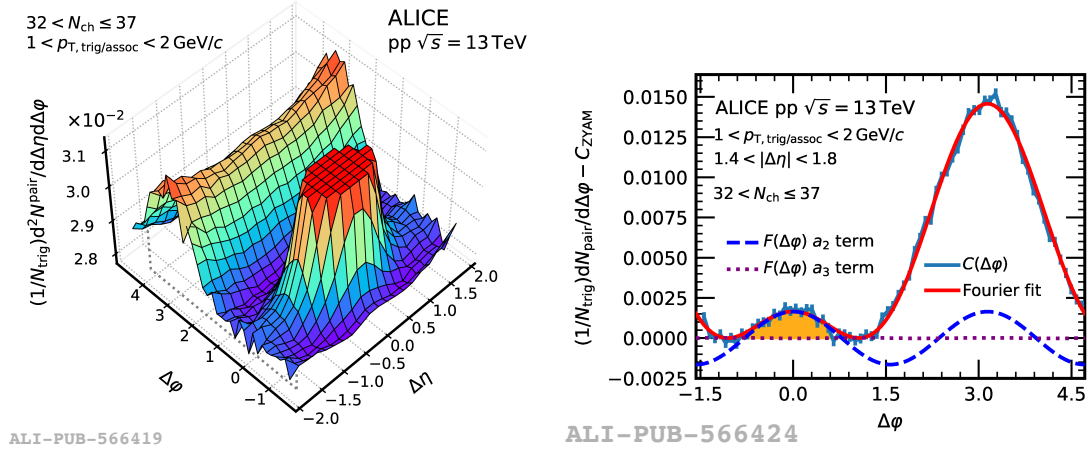 32 < N_ch ≤ 37
1 < p_T,trig/assoc < 2 GeV/c
ALICE
pp √s = 13 TeV
×10⁻²
(1/N_trig)d²N^pair/dΔηdΔφ
3.1
3.0
2.9
2.8
4
3
2
1
0
−1
Δφ
2.0
1.5
1.0
0.5
0.0
−0.5
−1.0
−1.5
−2.0
Δη
ALI-PUB-566419
(1/N_trig)dN_pair/dΔφ − C_ZYAM
0.0150
0.0125
0.0100
0.0075
0.0050
0.0025
0.0000
−0.0025
ALICE pp √s = 13 TeV
1 < p_T,trig/assoc < 2 GeV/c
1.4 < |Δη| < 1.8
32 < N_ch ≤ 37
F(Δφ) a₂ term
F(Δφ) a₃ term
C(Δφ)
Fourier fit
−1.5 0.0 1.5 3.0 4.5
Δφ
ALI-PUB-566424